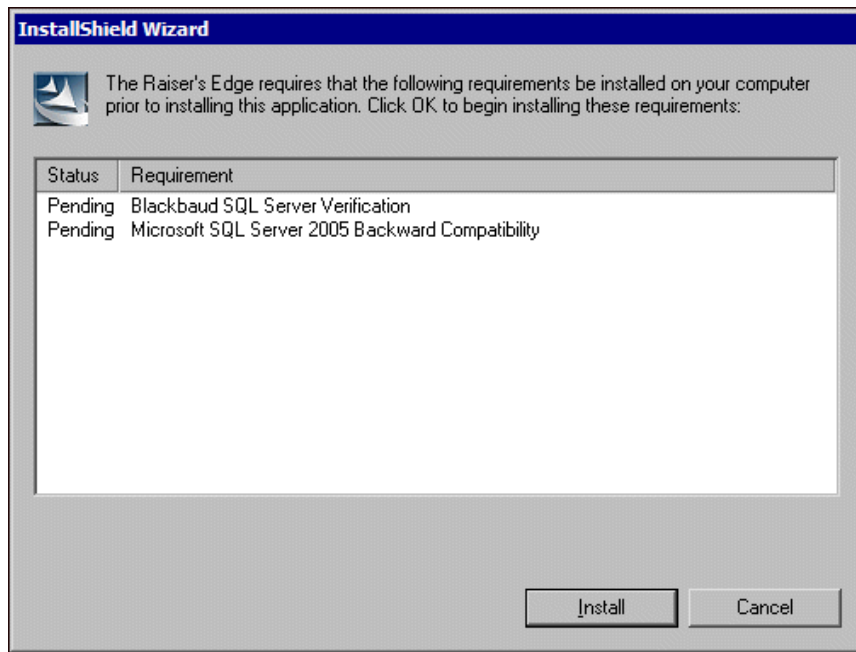 InstallShield Wizard
The Raiser's Edge requires that the following requirements be installed on your computer
prior to installing this application. Click OK to begin installing these requirements:
Status Requirement
Pending Blackbaud SQL Server Verification
Pending Microsoft SQL Server 2005 Backward Compatibility
Install Cancel